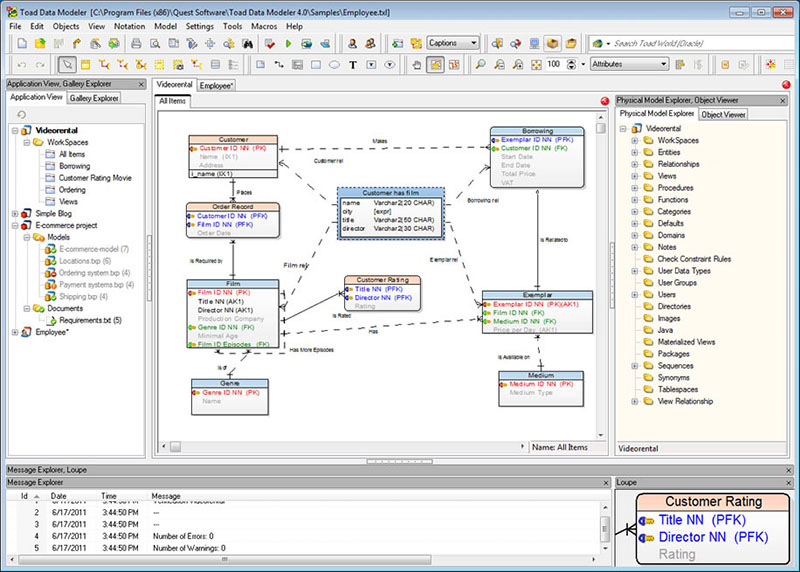 Toad Data Modeler [C:\Program Files (x86)\Quest Software\Toad Data Modeler 4.0\Samples\Employee.txl]
File Edit Objects View Notation Model Settings Tools Macros Help
Captions
Search Toad World (Oracle)
100
Attributes
Application View, Gallery Explorer
Application View
Gallery Explorer
Videorental
WorkSpaces
All Items
Borrowing
Customer Rating Movie
Ordering
Views
Simple Blog
E-commerce project
Models
E-commerce-model (7)
Locations.txp (6)
Ordering system.txp (4)
Payment systems.txp (4)
Shipping.txp (4)
Documents
Requirements.txt (5)
Employee*
Videorental
Employee*
All Items
Customer
Customer ID NN (PK)
Name (IX1)
Address
i_name (IX1)
Makes
Customer rel
Places
Borrowing
Exemplar ID NN (PFK)
Customer ID NN (FK)
Start Date
End Date
Total Price
VAT
Customer has film
name Varchar2(20 CHAR)
city [expr]
title Varchar2(50 CHAR)
director Varchar2(30 CHAR)
Borrowing rel
Order Record
Customer ID NN (PFK)
Film ID NN (PFK)
Order Date
Is Required by
Film rel
Exemplar rel
Is Related to
Film
Film ID NN (PK)
Title NN (AK1)
Director NN (AK1)
Production Company
Genre ID NN (FK)
Minimal Age
Film ID Episodes (FK)
Customer Rating
Title NN (PFK)
Director NN (PFK)
Rating
Is Rated
Has
Has More Episodes
Is of
Exemplar
Exemplar ID NN (PK)(AK1)
Film ID NN (FK)
Medium ID NN (FK)
Price per Day (AK1)
Is Available on
Genre
Genre ID NN (PK)
Name
Medium
Medium ID NN (PK)
Medium Type
Name: All Items
Physical Model Explorer, Object Viewer
Physical Model Explorer
Object Viewer
Videorental
WorkSpaces
Entities
Relationships
Views
Procedures
Functions
Categories
Defaults
Domains
Notes
Check Constraint Rules
User Data Types
User Groups
Users
Directories
Images
Java
Materialized Views
Packages
Sequences
Synonyms
Tablespaces
View Relationship
Videorental
Message Explorer, Loupe
Message Explorer
Id Date Time Message
2 6/17/2011 3:44:50 PM ---
3 6/17/2011 3:44:50 PM ---
4 6/17/2011 3:44:50 PM Number of Errors: 0
5 6/17/2011 3:44:50 PM Number of Warnings: 0
Loupe
Customer Rating
Title NN (PFK)
Director NN (PFK)
Rating